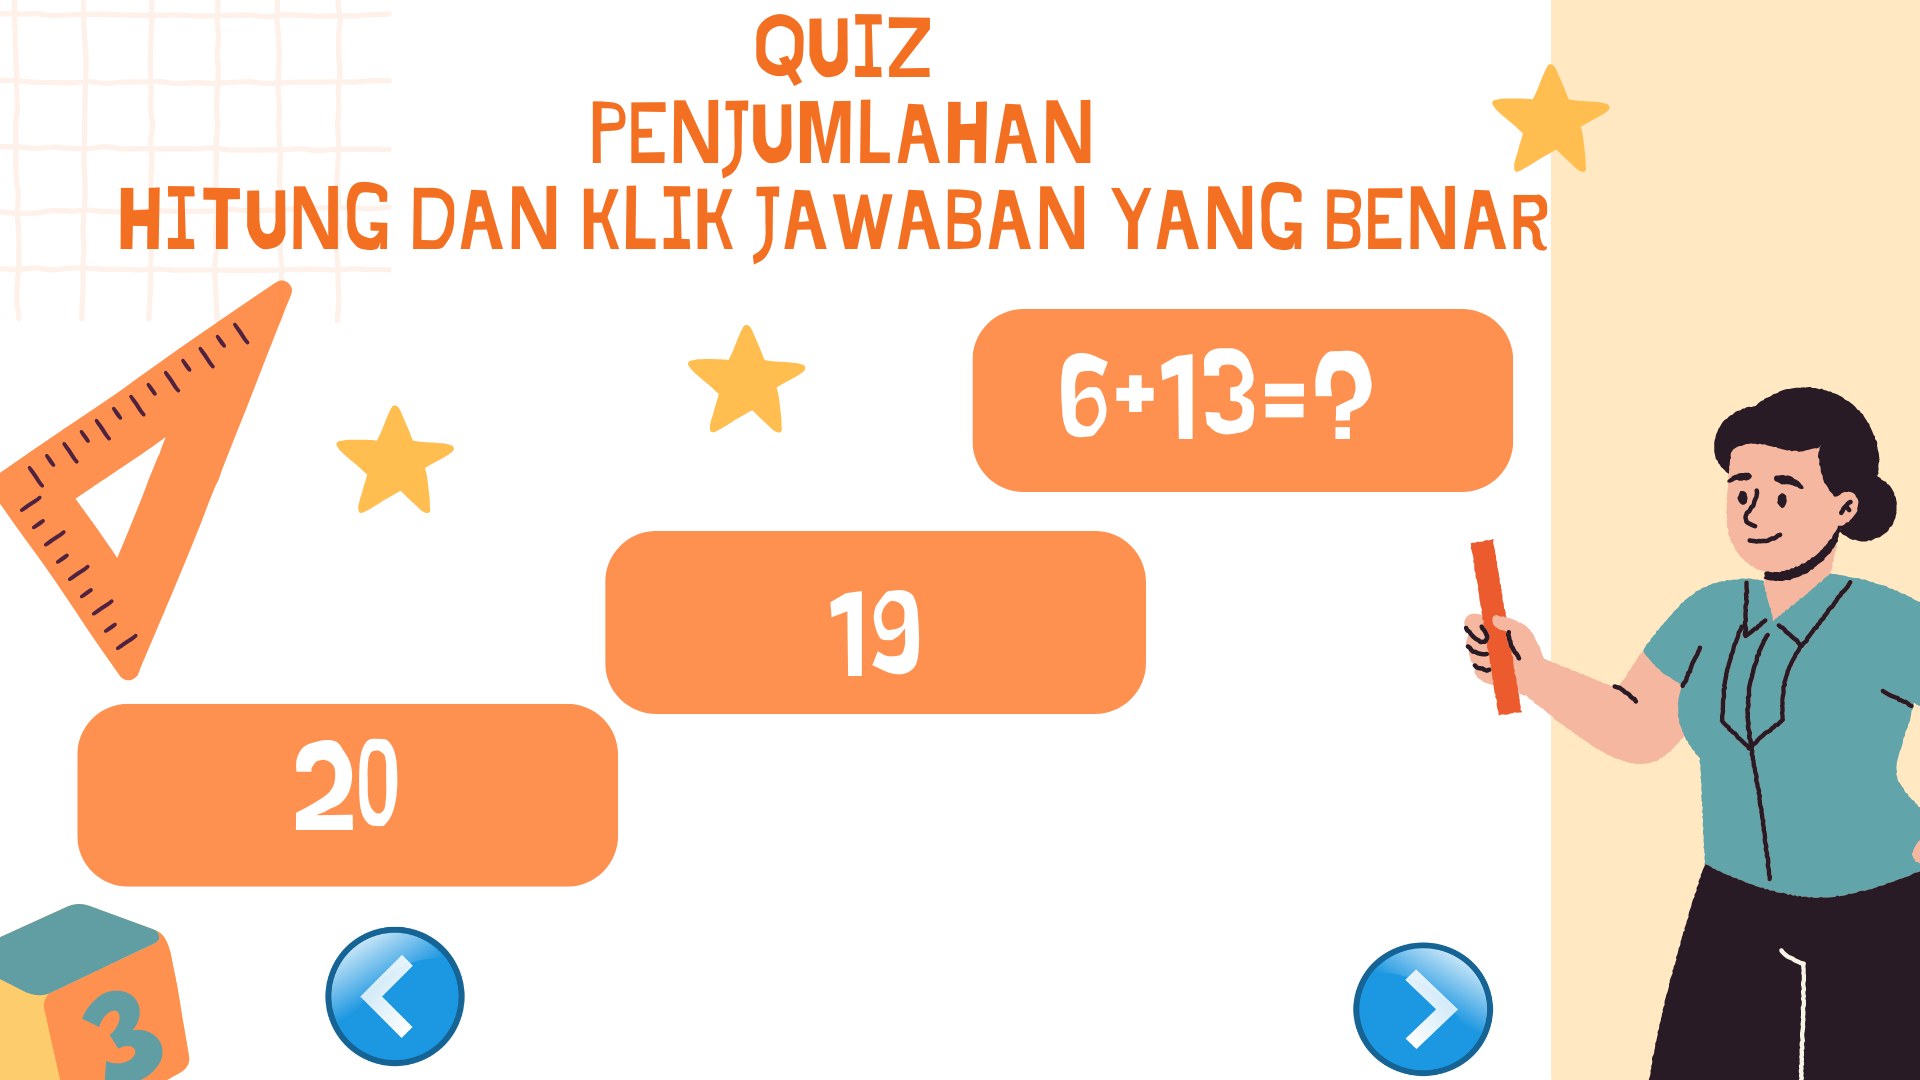 QUIZ
PENJUMLAHAN
HITUNG DAN KLIK JAWABAN YANG BENAR
6+13=?
19
20
3